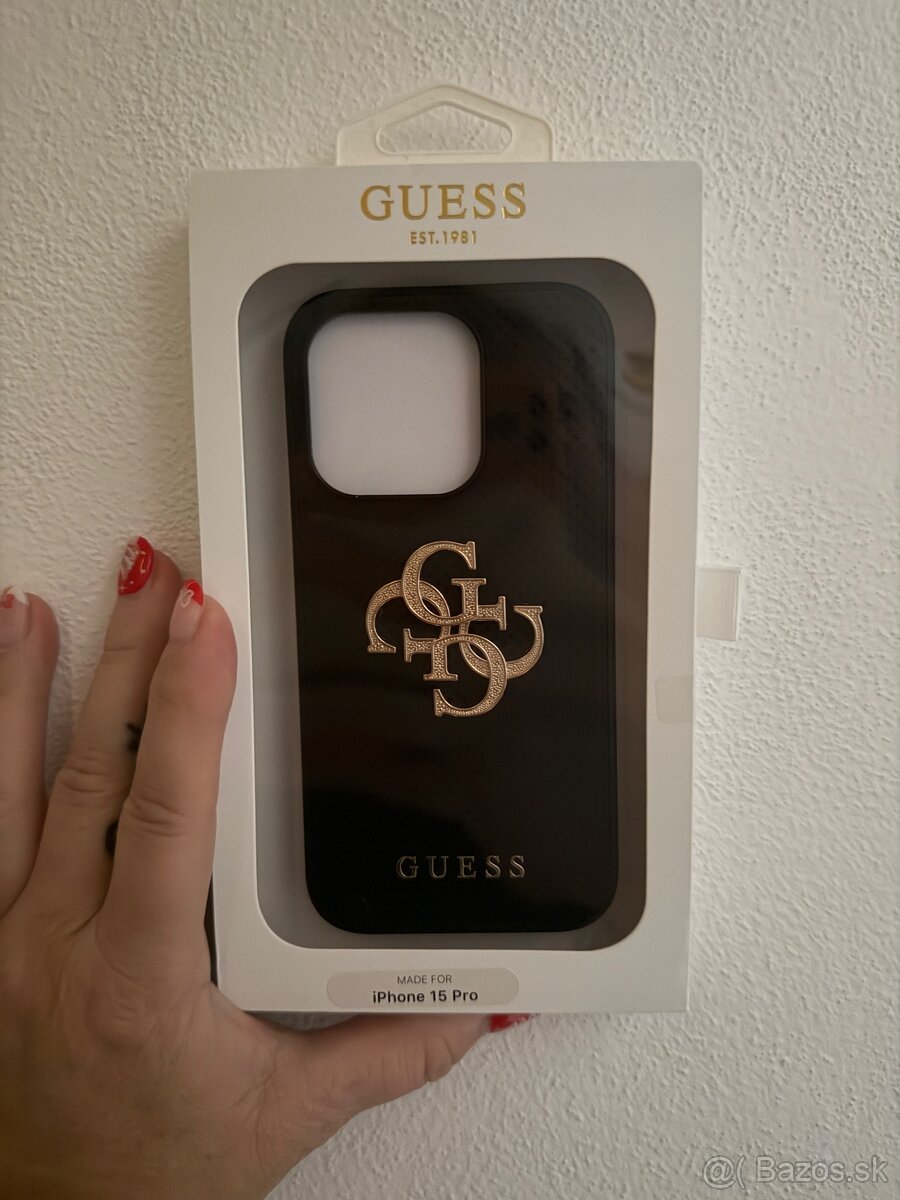 GUESS
EST.1981
GUESS
MADE FOR
iPhone 15 Pro
@( Bazos.sk